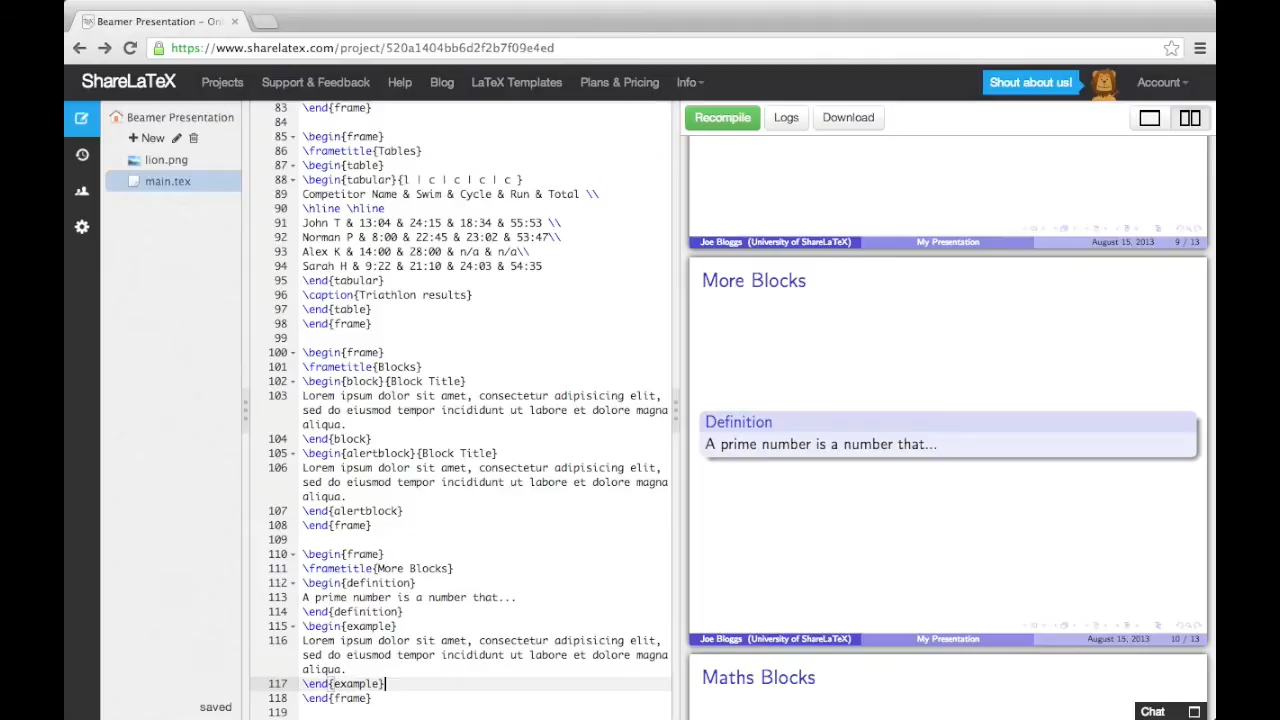 Beamer Presentation – On
https://www.sharelatex.com/project/520a1404bb6d2f2b7f09e4ed
ShareLaTeX Projects Support & Feedback Help Blog LaTeX Templates Plans & Pricing Info Shout about us! Account
Beamer Presentation
New
lion.png
main.tex
saved
83 \end{frame}
84
85 \begin{frame}
86 \frametitle{Tables}
87 \begin{table}
88 \begin{tabular}{l | c | c | c | c }
89 Competitor Name & Swim & Cycle & Run & Total \\
90 \hline \hline
91 John T & 13:04 & 24:15 & 18:34 & 55:53 \\
92 Norman P & 8:00 & 22:45 & 23:02 & 53:47\\
93 Alex K & 14:00 & 28:00 & n/a & n/a\\
94 Sarah H & 9:22 & 21:10 & 24:03 & 54:35
95 \end{tabular}
96 \caption{Triathlon results}
97 \end{table}
98 \end{frame}
99
100 \begin{frame}
101 \frametitle{Blocks}
102 \begin{block}{Block Title}
103 Lorem ipsum dolor sit amet, consectetur adipisicing elit,
sed do eiusmod tempor incididunt ut labore et dolore magna
aliqua.
104 \end{block}
105 \begin{alertblock}{Block Title}
106 Lorem ipsum dolor sit amet, consectetur adipisicing elit,
sed do eiusmod tempor incididunt ut labore et dolore magna
aliqua.
107 \end{alertblock}
108 \end{frame}
109
110 \begin{frame}
111 \frametitle{More Blocks}
112 \begin{definition}
113 A prime number is a number that...
114 \end{definition}
115 \begin{example}
116 Lorem ipsum dolor sit amet, consectetur adipisicing elit,
sed do eiusmod tempor incididunt ut labore et dolore magna
aliqua.
117 \end{example}
118 \end{frame}
119
Recompile Logs Download
Joe Bloggs (University of ShareLaTeX) My Presentation August 15, 2013 9 / 13
More Blocks
Definition
A prime number is a number that...
Joe Bloggs (University of ShareLaTeX) My Presentation August 15, 2013 10 / 13
Maths Blocks
Chat